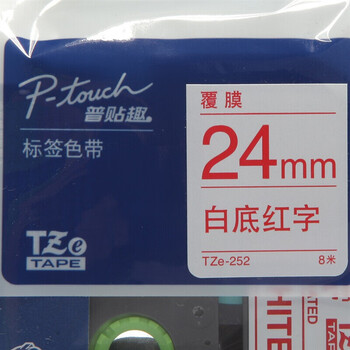 P-touch
普贴趣®
标签色带
TZe
TAPE
覆膜
24mm
白底红字
TZe-252 8米